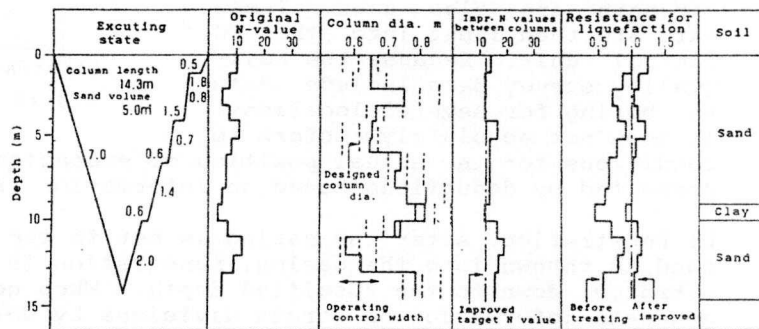 Excuting state
Original N-value
10 20 30
Column dia. m
0.6 0.7 0.8
Impr. N values between columns
10 20 30
Resistance for liquefaction
0.5 1.0 1.5
Soil
Depth (m)
0
5
10
15
Column length
14.3m
Sand volume
5.0m³
0.5
1.8
0.8
1.5
0.7
0.6
7.0
1.4
0.6
2.0
Designed column dia.
Operating control width
Improved target N value
Before treating
After improved
Sand
Clay
Sand